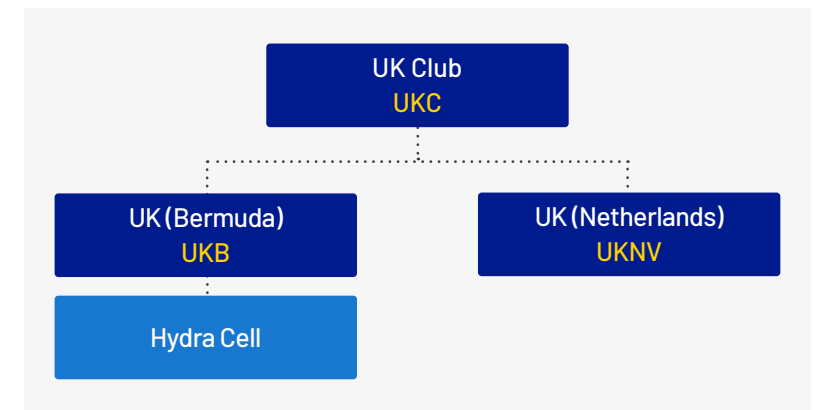 UK Club
UKC
UK (Bermuda)
UKB
UK (Netherlands)
UKNV
Hydra Cell